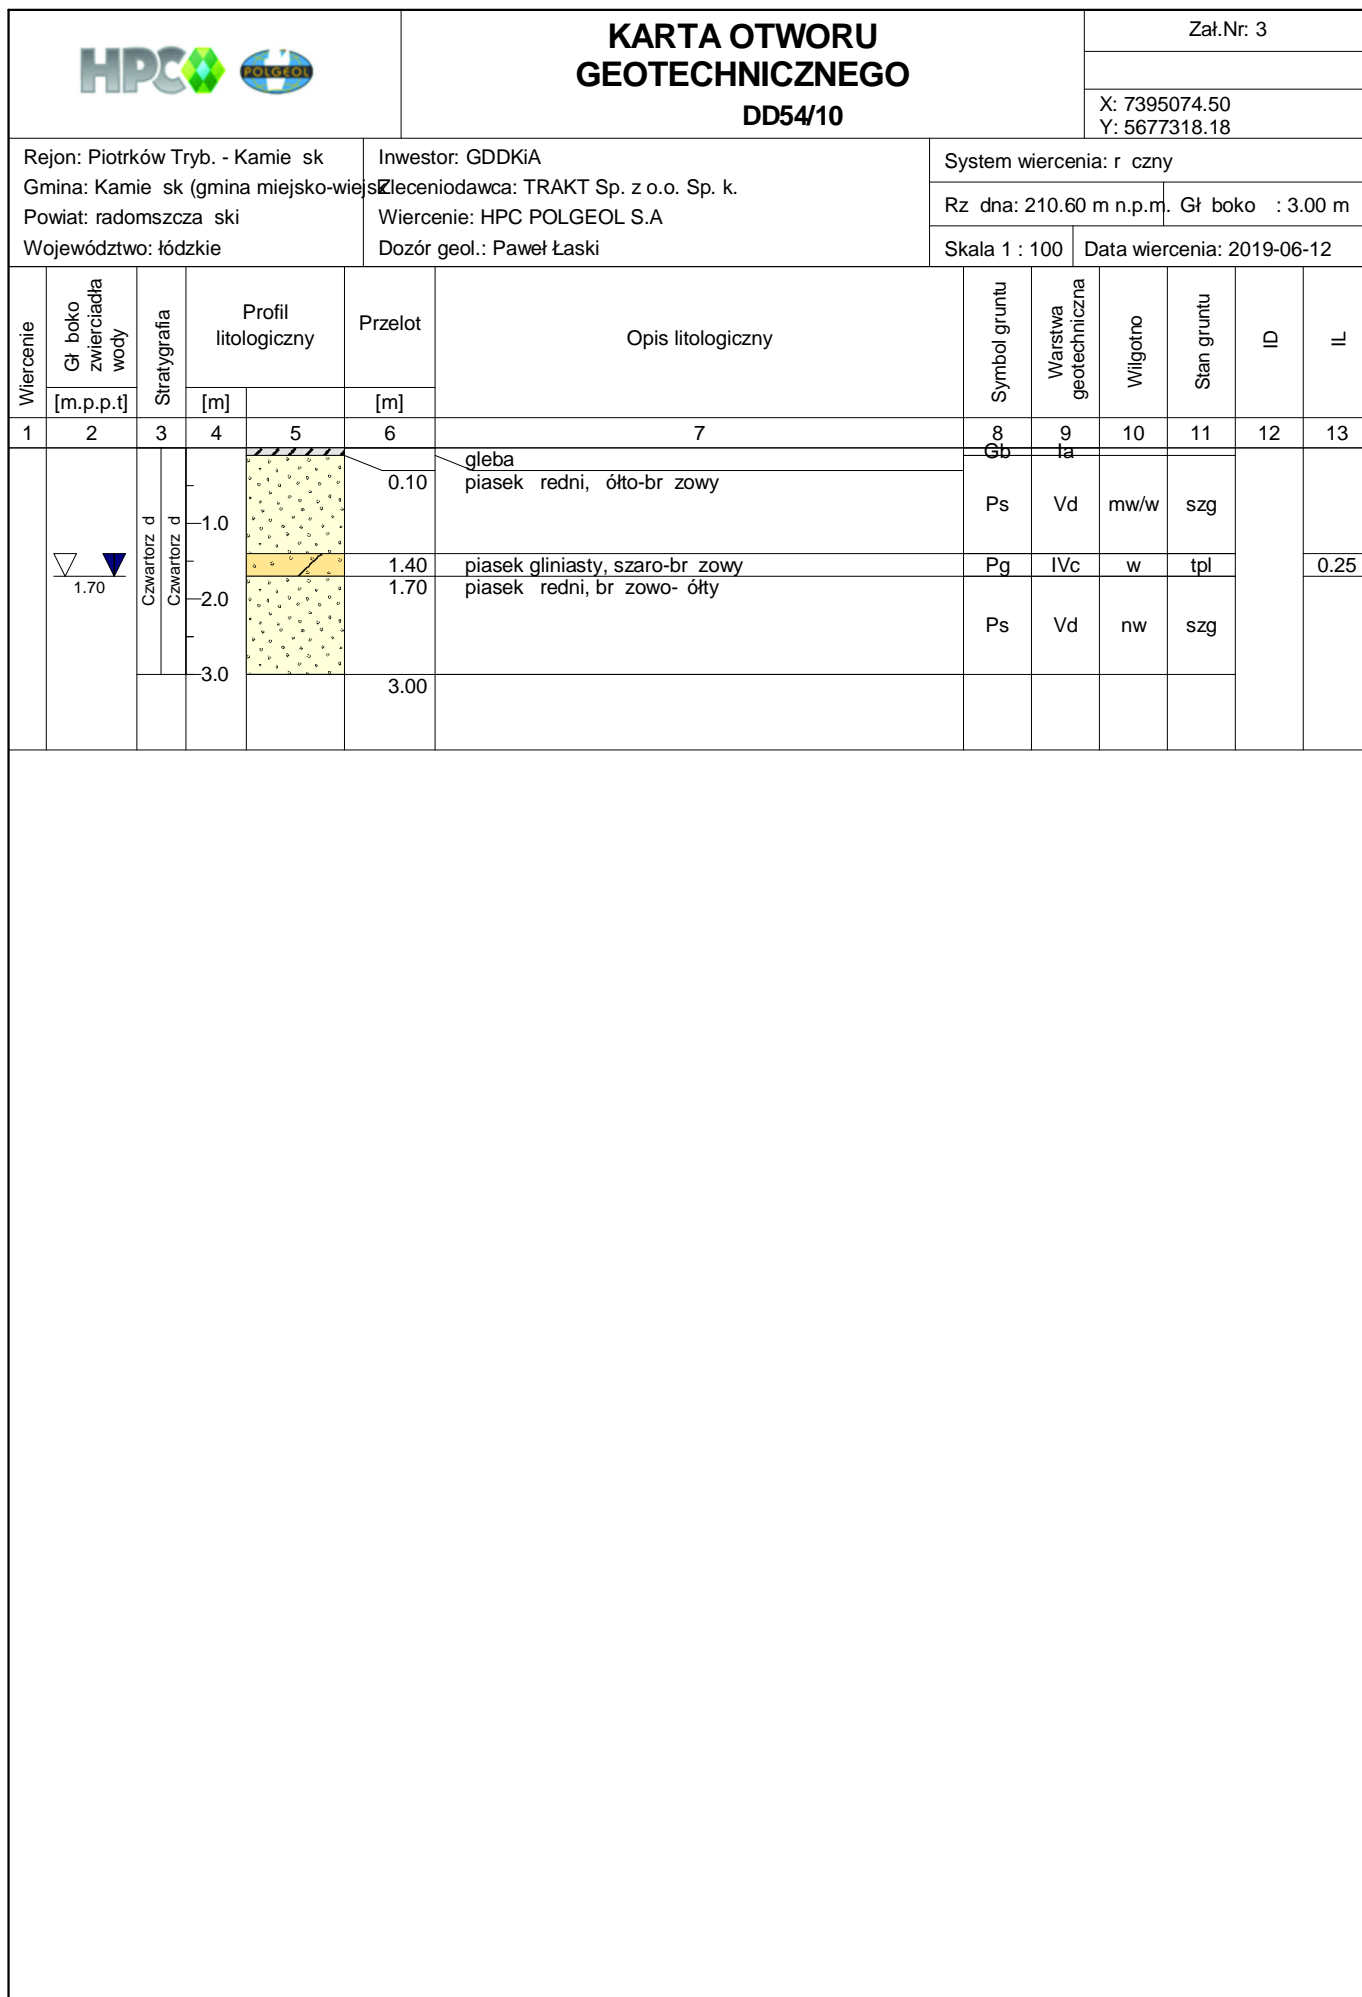 HPC POLGEOL
KARTA OTWORU
GEOTECHNICZNEGO
DD54/10
Zał.Nr: 3
X: 7395074.50
Y: 5677318.18
Rejon: Piotrków Tryb. - Kamie sk
Gmina: Kamie sk (gmina miejsko-wiejsk
Powiat: radomszcza ski
Województwo: łódzkie
Inwestor: GDDKiA
Zleceniodawca: TRAKT Sp. z o.o. Sp. k.
Wiercenie: HPC POLGEOL S.A
Dozór geol.: Paweł Łaski
System wiercenia: r czny
Rz dna: 210.60 m n.p.m. Gł boko : 3.00 m
Skala 1 : 100 Data wiercenia: 2019-06-12
Wiercenie
Gł boko
zwierciadła
wody
[m.p.p.t]
Stratygrafia
Profil
litologiczny
[m]
Przelot
[m]
Opis litologiczny
Symbol gruntu
Warstwa
geotechniczna
Wilgotno
Stan gruntu
ID
IL
1 2 3 4 5 6 7 8 9 10 11 12 13
gleba Gb Ia
0.10 piasek redni, ółto-br zowy
Ps Vd mw/w szg
1.0
1.40 piasek gliniasty, szaro-br zowy Pg IVc w tpl 0.25
1.70 1.70 piasek redni, br zowo- ółty
Czwartorz d
Czwartorz d
2.0
Ps Vd nw szg
3.0
3.00